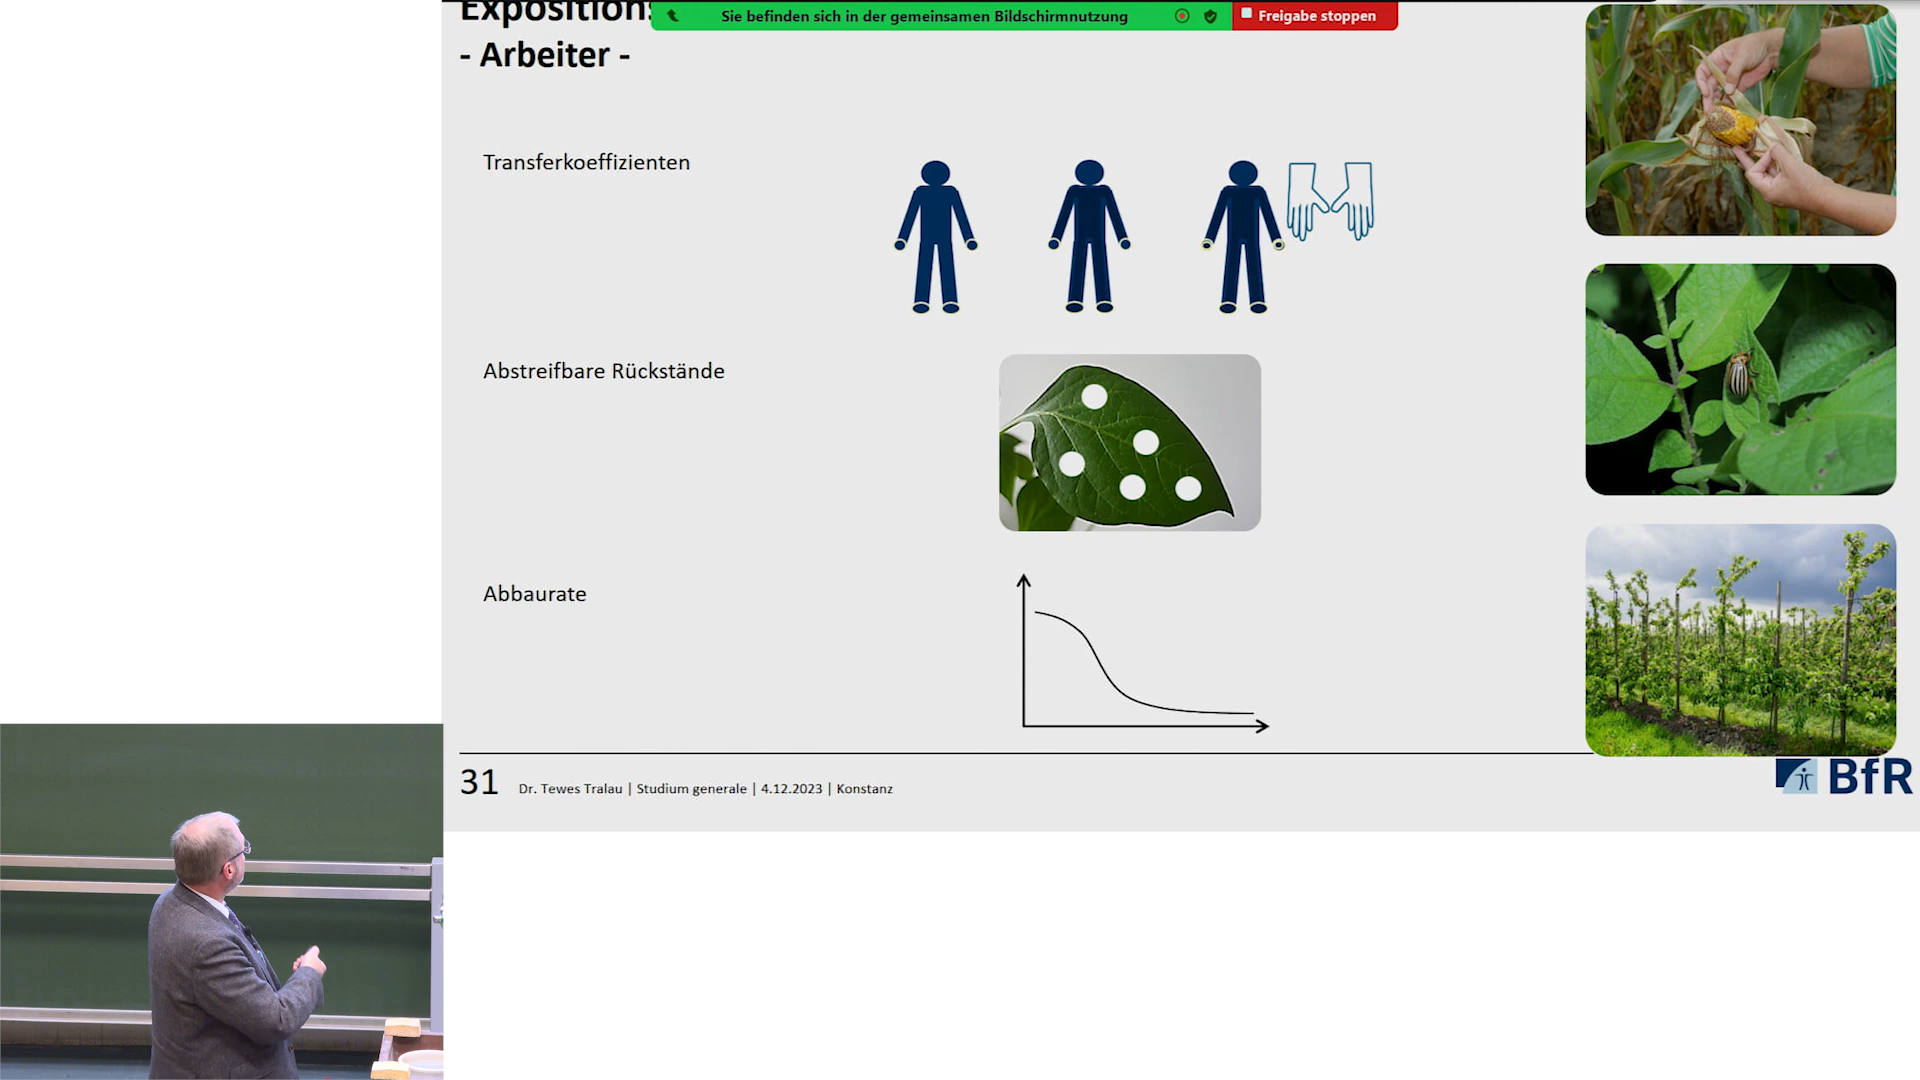 Expositions
- Arbeiter -
Sie befinden sich in der gemeinsamen Bildschirmnutzung
Freigabe stoppen
Transferkoeffizienten
Abstreifbare Rückstände
Abbaurate
31
Dr. Tewes Tralau | Studium generale | 4.12.2023 | Konstanz
BfR